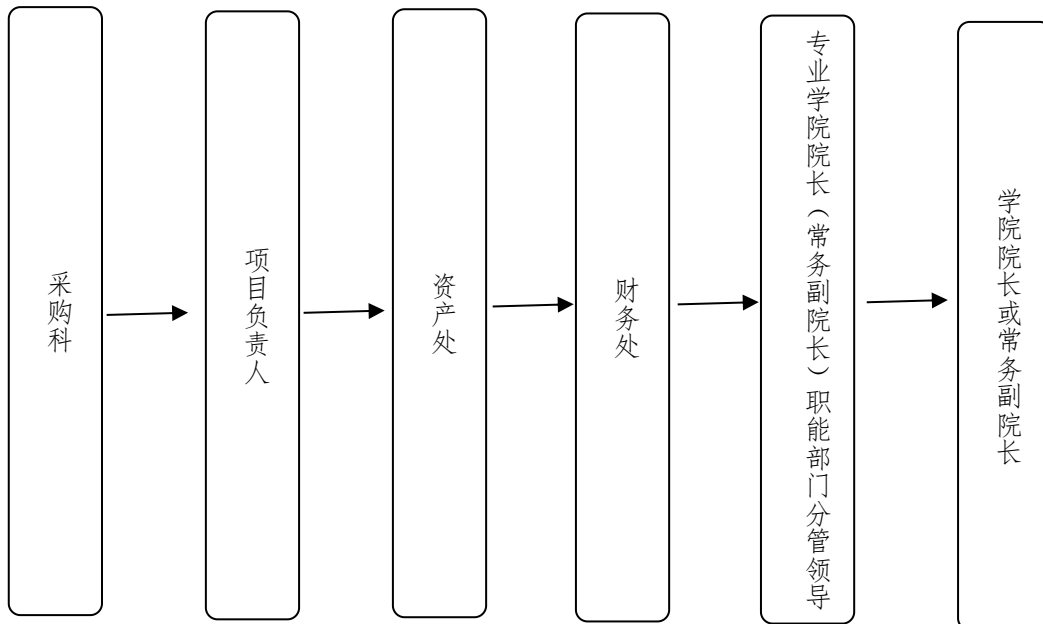 采购科
项目负责人
资产处
财务处
专业学院院长（常务副院长）职能部门分管领导
学院院长或常务副院长